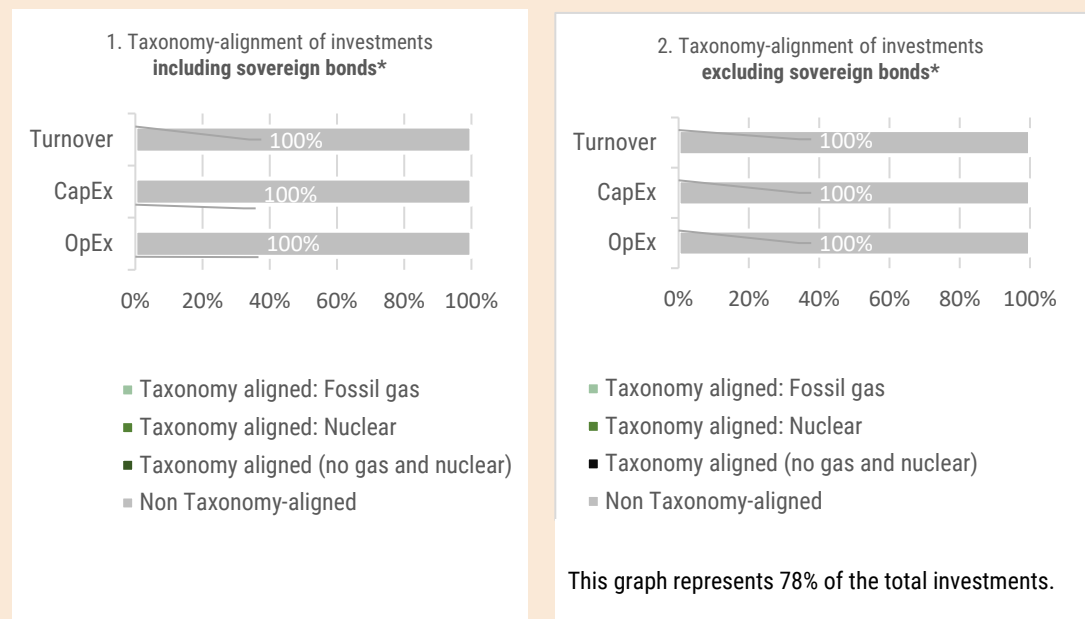 1. Taxonomy-alignment of investments
including sovereign bonds*
Turnover
100%
CapEx
100%
OpEx
100%
0% 20% 40% 60% 80% 100%
Taxonomy aligned: Fossil gas
Taxonomy aligned: Nuclear
Taxonomy aligned (no gas and nuclear)
Non Taxonomy-aligned
2. Taxonomy-alignment of investments
excluding sovereign bonds*
Turnover
100%
CapEx
100%
OpEx
100%
0% 20% 40% 60% 80% 100%
Taxonomy aligned: Fossil gas
Taxonomy aligned: Nuclear
Taxonomy aligned (no gas and nuclear)
Non Taxonomy-aligned
This graph represents 78% of the total investments.